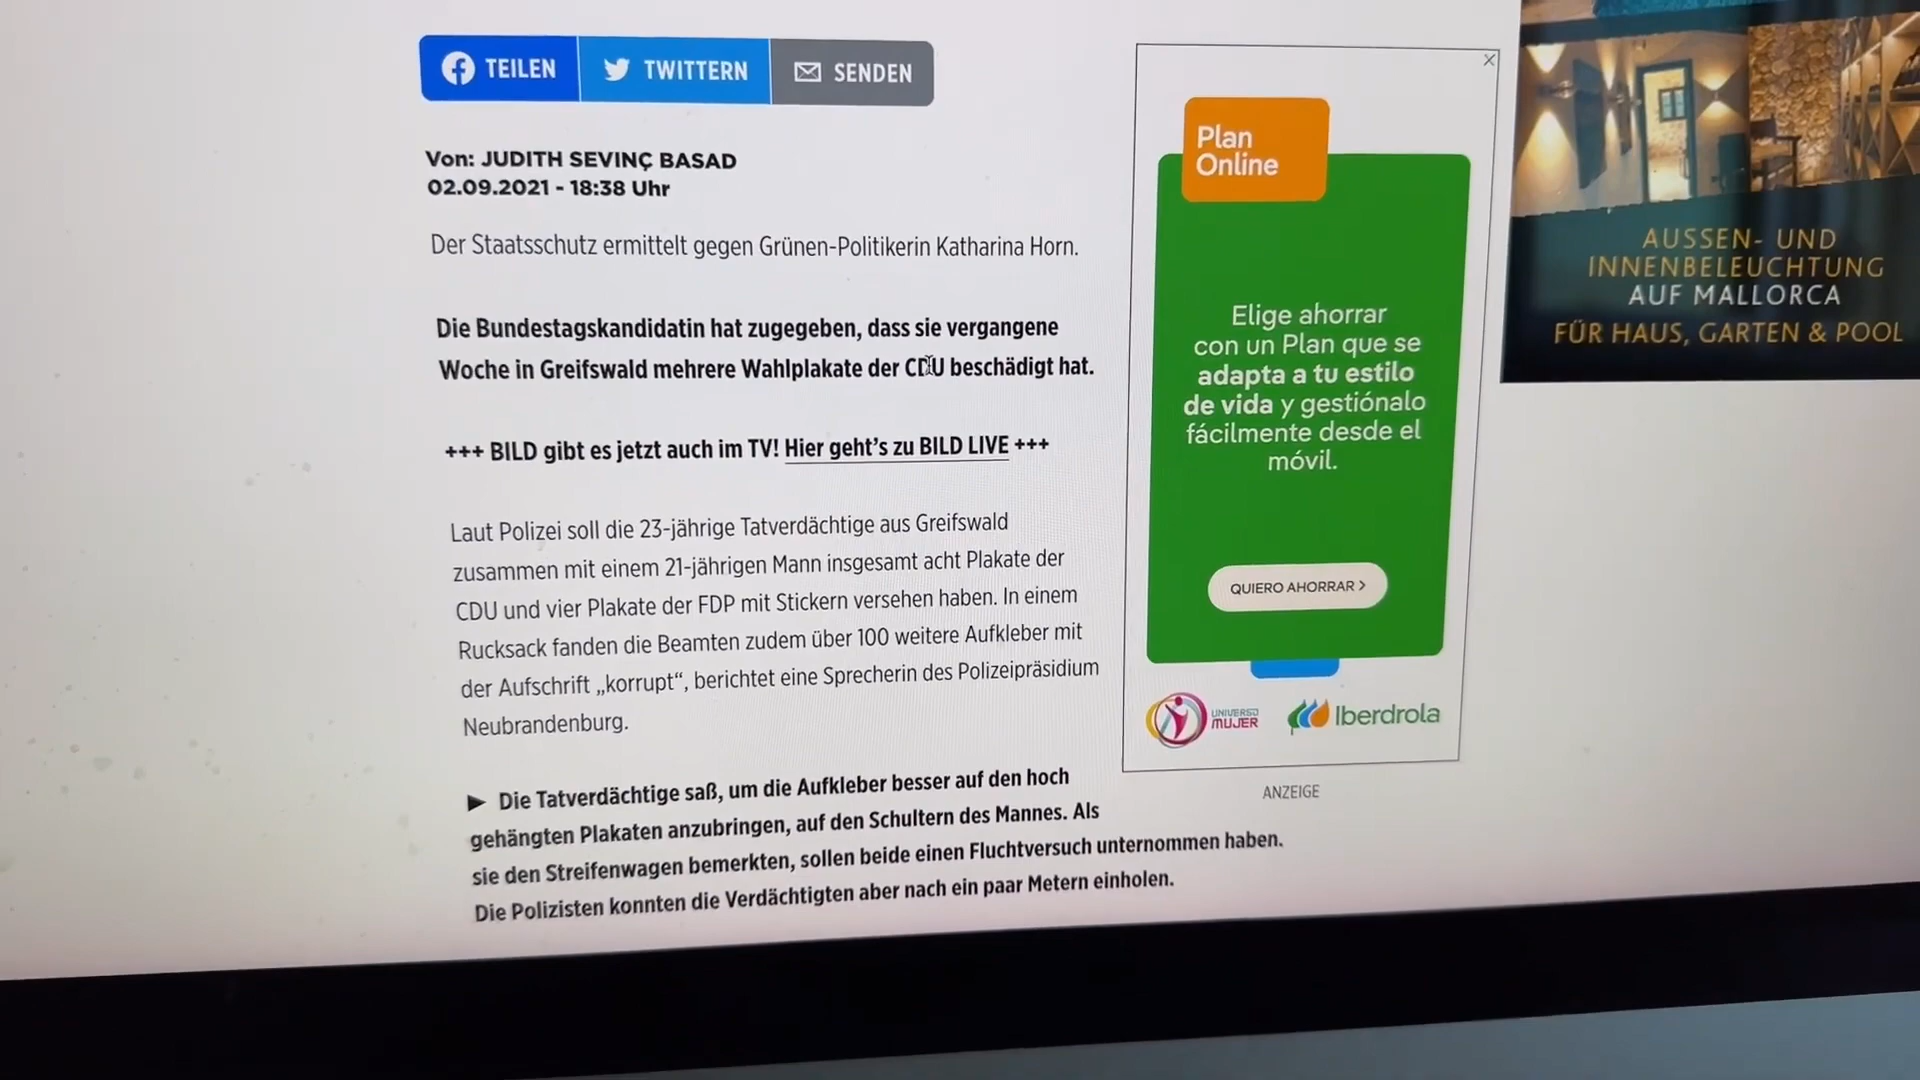 TEILEN
TWITTERN
SENDEN
Von: JUDITH SEVINÇ BASAD
02.09.2021 - 18:38 Uhr
Der Staatsschutz ermittelt gegen Grünen-Politikerin Katharina Horn.
Die Bundestagskandidatin hat zugegeben, dass sie vergangene
Woche in Greifswald mehrere Wahlplakate der CDU beschädigt hat.
+++ BILD gibt es jetzt auch im TV! Hier geht's zu BILD LIVE +++
Laut Polizei soll die 23-jährige Tatverdächtige aus Greifswald
zusammen mit einem 21-jährigen Mann insgesamt acht Plakate der
CDU und vier Plakate der FDP mit Stickern versehen haben. In einem
Rucksack fanden die Beamten zudem über 100 weitere Aufkleber mit
der Aufschrift „korrupt“, berichtet eine Sprecherin des Polizeipräsidium
Neubrandenburg.
► Die Tatverdächtige saß, um die Aufkleber besser auf den hoch
gehängten Plakaten anzubringen, auf den Schultern des Mannes. Als
sie den Streifenwagen bemerkten, sollen beide einen Fluchtversuch unternommen haben.
Die Polizisten konnten die Verdächtigten aber nach ein paar Metern einholen.
Plan
Online
Elige ahorrar
con un Plan que se
adapta a tu estilo
de vida y gestiónalo
fácilmente desde el
móvil.
QUIERO AHORRAR >
UNIVERSO
MUJER
Iberdrola
ANZEIGE
AUSSEN- UND
INNENBELEUCHTUNG
AUF MALLORCA
FÜR HAUS, GARTEN & POOL